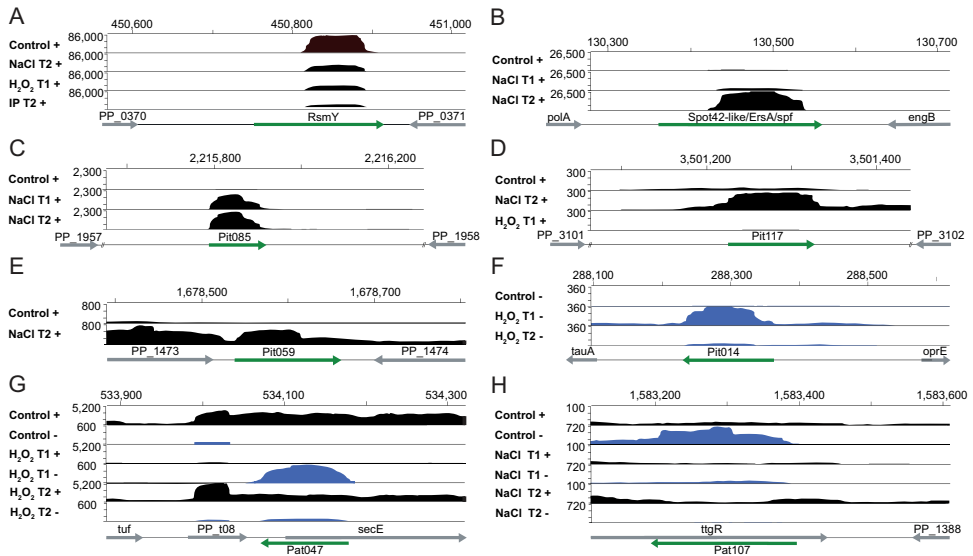 A
450,600 450,800 451,000
86,000
Control +
86,000
NaCl T2 +
86,000
H₂O₂ T1 +
86,000
IP T2 +
PP_0370 RsmY PP_0371
B
130,300 130,500 130,700
26,500
Control +
26,500
NaCl T1 +
26,500
NaCl T2 +
polA Spot42-like/ErsA/spf engB
C
2,215,800 2,216,200
2,300
Control +
2,300
NaCl T1 +
2,300
NaCl T2 +
PP_1957 Pit085 PP_1958
D
3,501,200 3,501,400
300
Control +
300
NaCl T2 +
300
H₂O₂ T1 +
PP_3101 Pit117 PP_3102
E
1,678,500 1,678,700
800
Control +
800
NaCl T2 +
PP_1473 Pit059 PP_1474
F
288,100 288,300 288,500
360
Control -
360
H₂O₂ T1 -
360
H₂O₂ T2 -
tauA Pit014 oprE
G
533,900 534,100 534,300
5,200
Control +
600
Control -
5,200
H₂O₂ T1 +
600
H₂O₂ T1 -
5,200
H₂O₂ T2 +
600
H₂O₂ T2 -
tuf PP_t08 secE
Pat047
H
1,583,200 1,583,400 1,583,600
100
Control +
720
Control -
100
NaCl T1 +
720
NaCl T1 -
100
NaCl T2 +
720
NaCl T2 -
ttgR PP_1388
Pat107